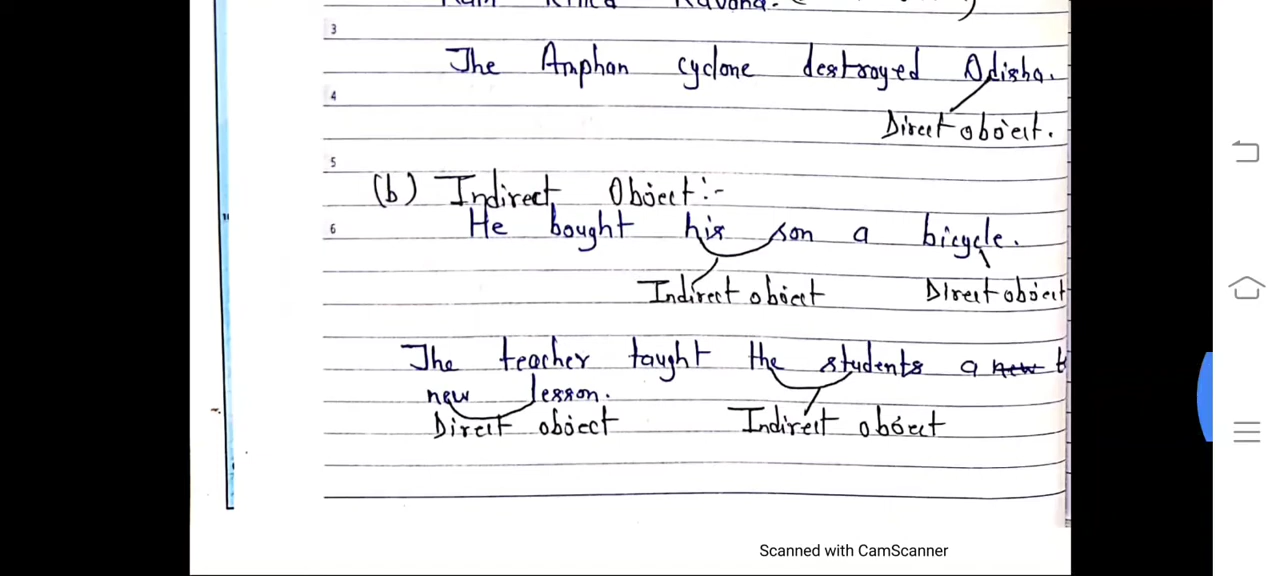 3
The Amphan cyclone destroyed Odisha.
4
Direct object.
5
(b) Indirect Object :-
6 He bought his son a bicycle.
Indirect object Direct object
The teacher taught the students a new
new lesson.
Direct object Indirect object
Scanned with CamScanner